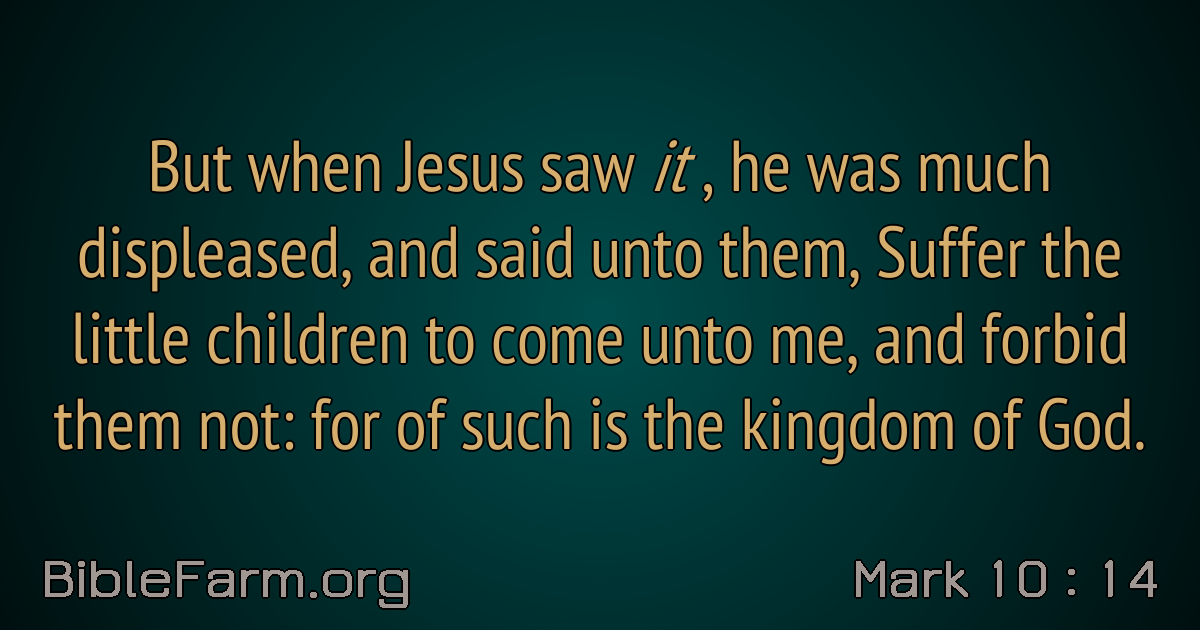 But when Jesus saw it , he was much
displeased, and said unto them, Suffer the
little children to come unto me, and forbid
them not: for of such is the kingdom of God.
BibleFarm.org
Mark 10 : 14